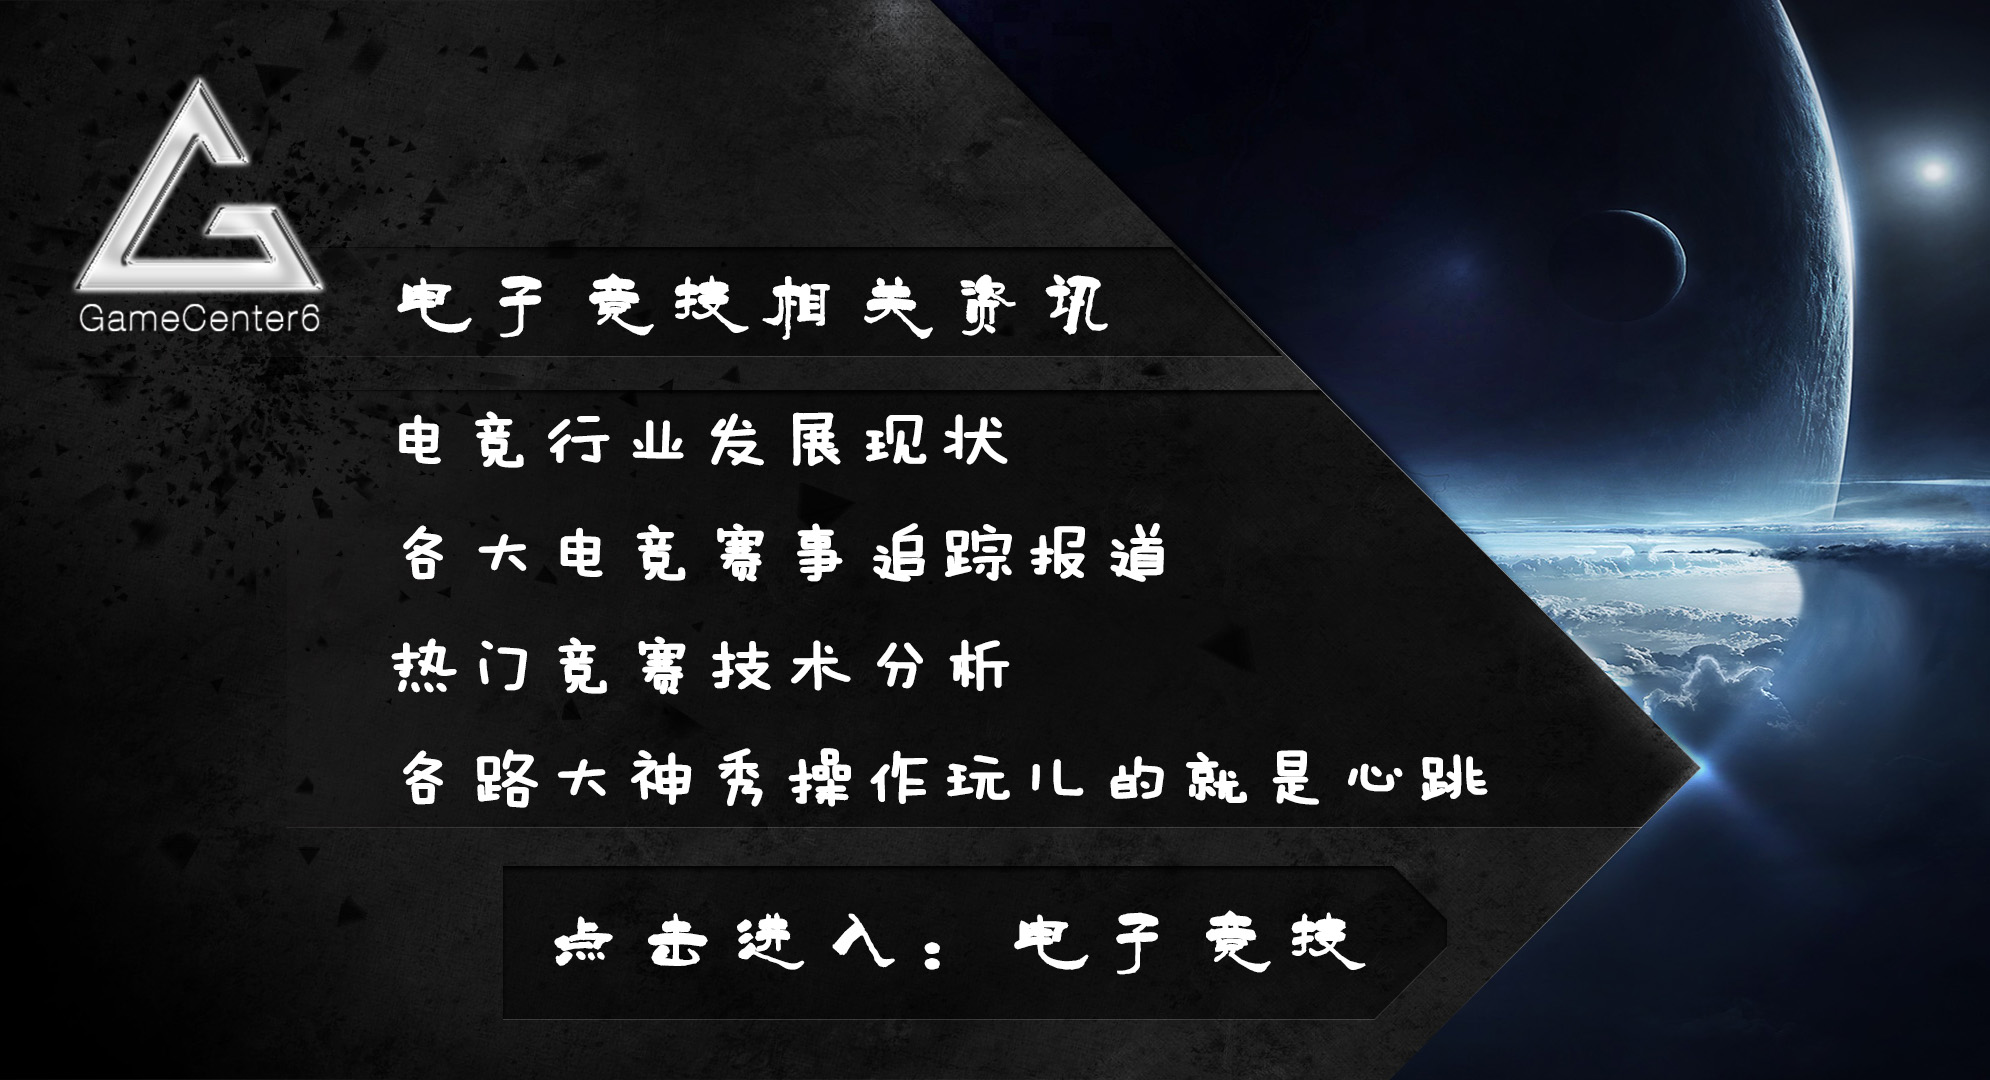 GameCenter6
电子竞技相关资讯
电竞行业发展现状
各大电竞赛事追踪报道
热门竞赛技术分析
各路大神秀操作玩儿的就是心跳
点击进入：电子竞技